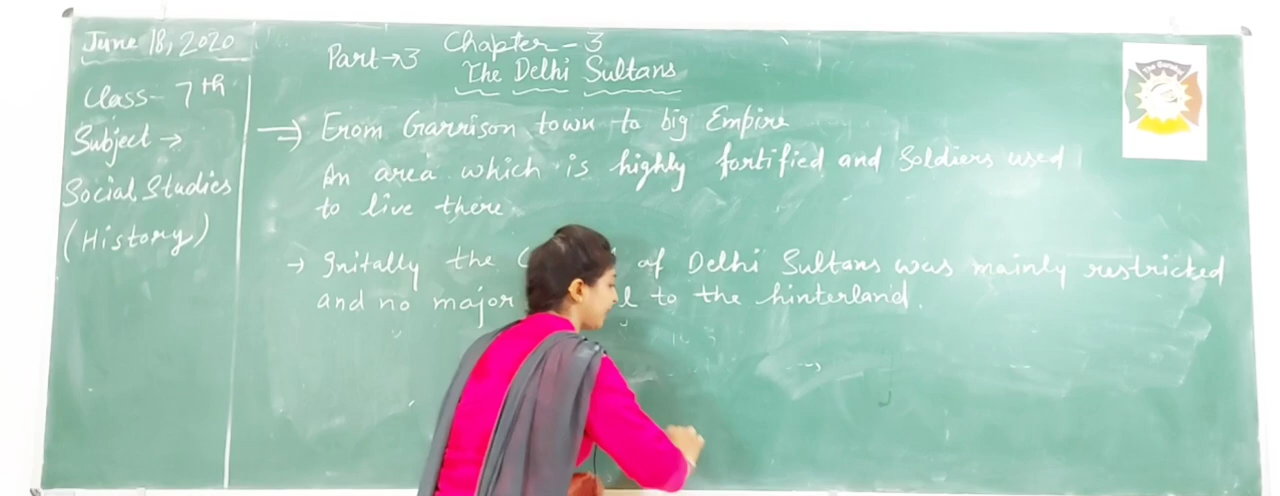 June 18, 2020
Class- 7th
Subject →
Social Studies
(History)
Part→3 Chapter - 3
The Delhi Sultans
→ From Garrison town to big Empire
An area which is highly fortified and Soldiers used
to live there
→ Initally the of Delhi Sultans was mainly restricked
and no major to the hinterland.